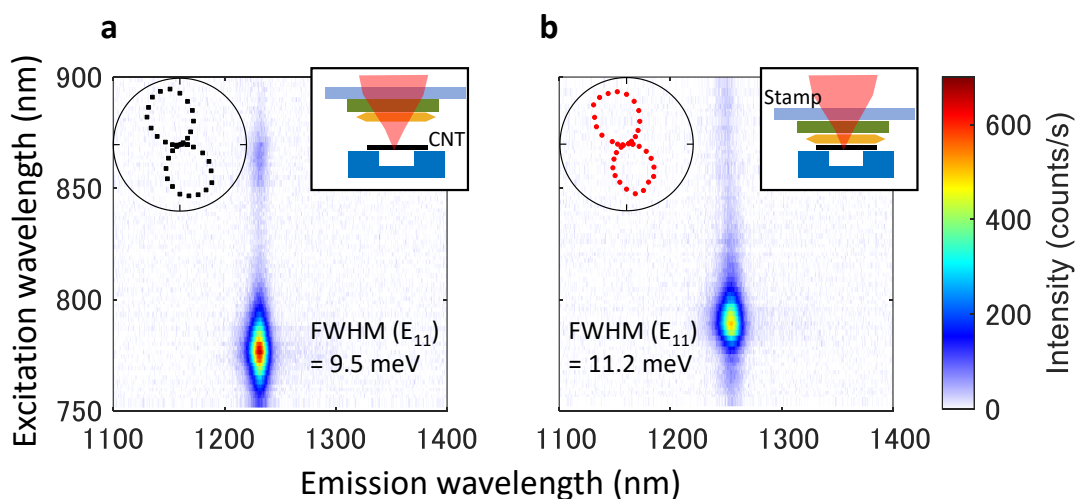 a
b
Excitation wavelength (nm)
900
850
800
750
1100
1200
1300
1400
CNT
FWHM (E₁₁)
= 9.5 meV
1100
1200
1300
1400
Stamp
FWHM (E₁₁)
= 11.2 meV
600
400
200
0
Intensity (counts/s)
Emission wavelength (nm)